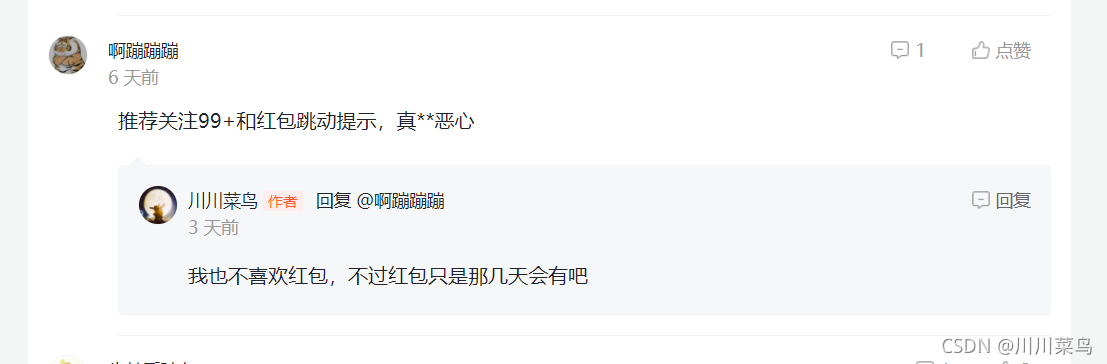 啊蹦蹦蹦
1
点赞
6 天前
推荐关注99+和红包跳动提示，真**恶心
川川菜鸟 作者 回复 @啊蹦蹦蹦
回复
3 天前
我也不喜欢红包，不过红包只是那几天会有吧
CSDN @川川菜鸟